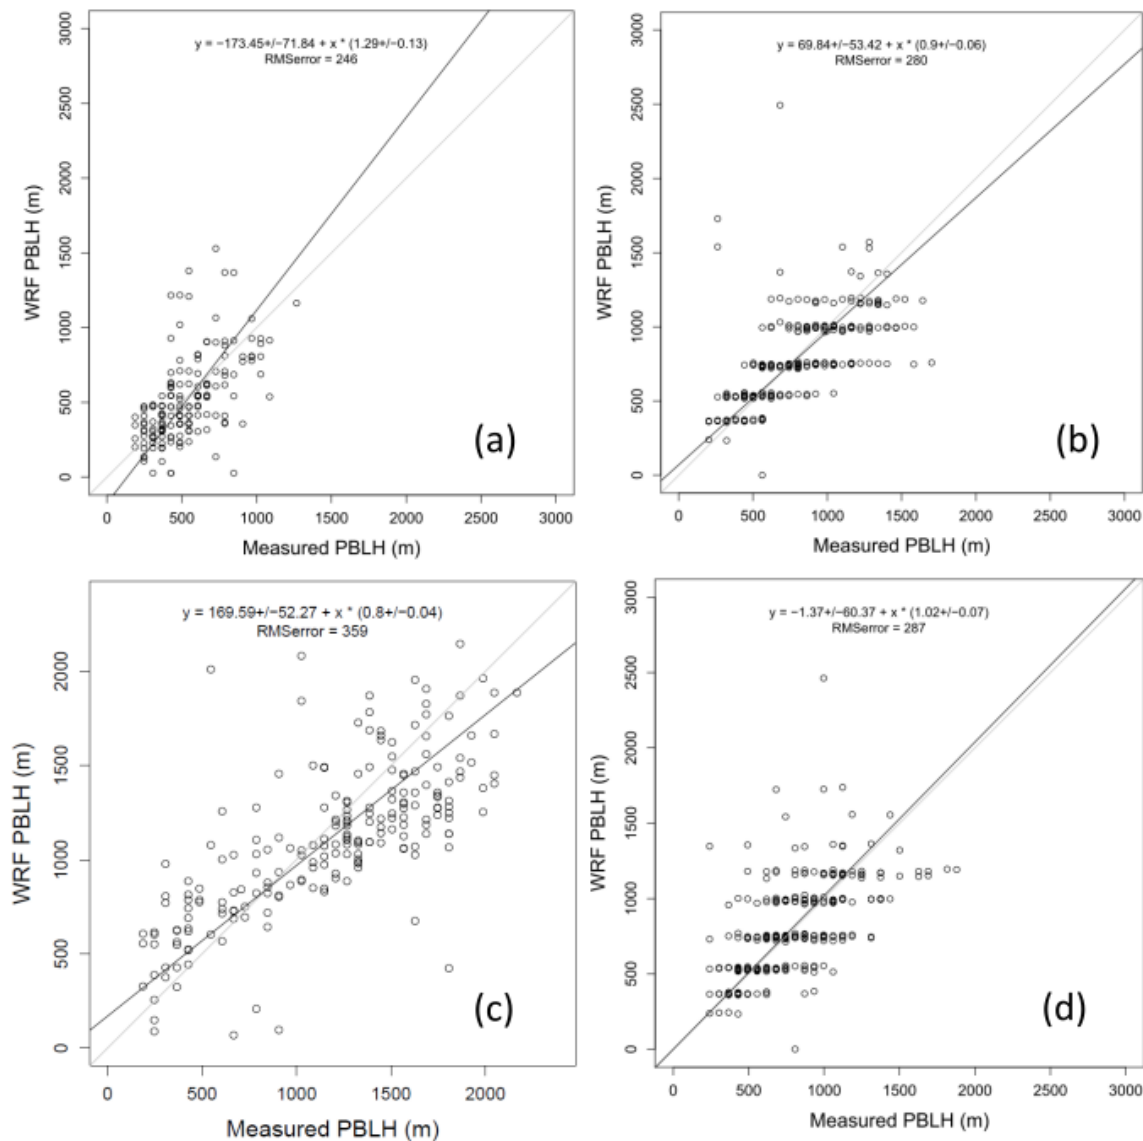 y = −173.45+/−71.84 + x * (1.29+/−0.13)
RMSerror = 246
WRF PBLH (m)
3000
2500
2000
1500
1000
500
0
(a)
0 500 1000 1500 2000 2500 3000
Measured PBLH (m)
y = 69.84+/−53.42 + x * (0.9+/−0.06)
RMSerror = 280
WRF PBLH (m)
3000
2500
2000
1500
1000
500
0
(b)
0 500 1000 1500 2000 2500 3000
Measured PBLH (m)
y = 169.59+/−52.27 + x * (0.8+/−0.04)
RMSerror = 359
WRF PBLH (m)
2000
1500
1000
500
0
(c)
0 500 1000 1500 2000
Measured PBLH (m)
y = −1.37+/−60.37 + x * (1.02+/−0.07)
RMSerror = 287
WRF PBLH (m)
3000
2500
2000
1500
1000
500
0
(d)
0 500 1000 1500 2000 2500 3000
Measured PBLH (m)